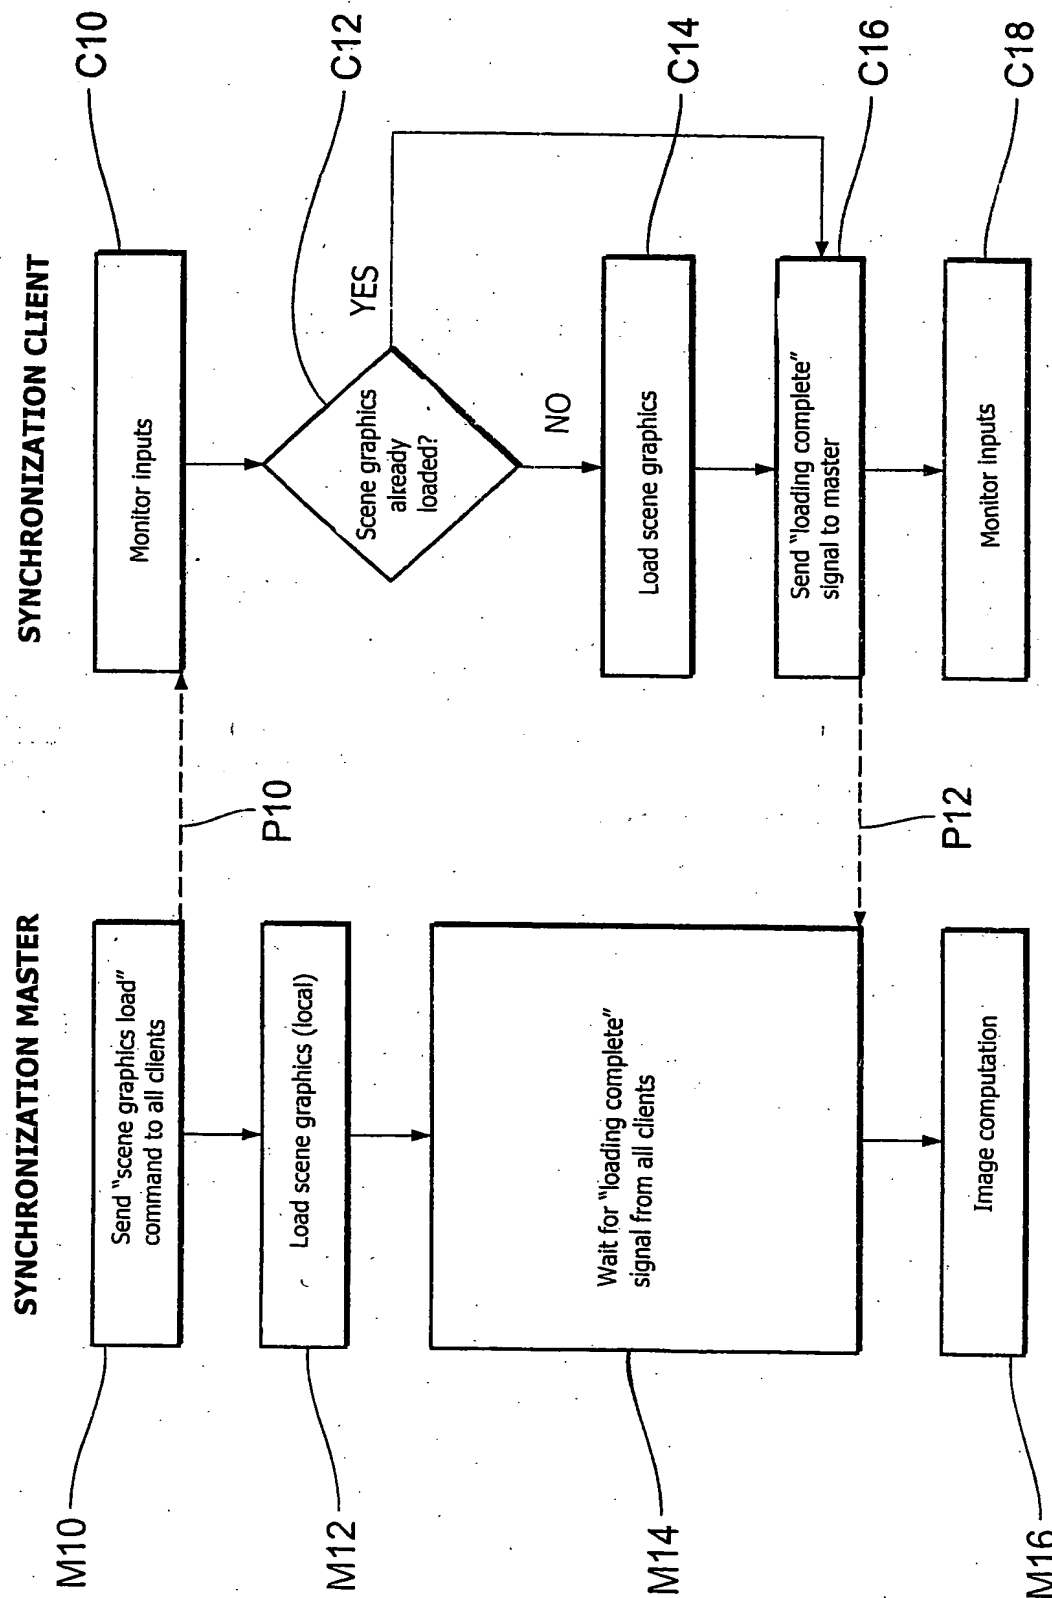 SYNCHRONIZATION MASTER
SYNCHRONIZATION CLIENT
M10
Send "scene graphics load"
command to all clients
P10
Monitor inputs
C10
M12
Load scene graphics (local)
Scene graphics
already
loaded?
YES
C12
NO
M14
Wait for "loading complete"
signal from all clients
Load scene graphics
C14
Send "loading complete"
signal to master
C16
P12
M16
Image computation
Monitor inputs
C18